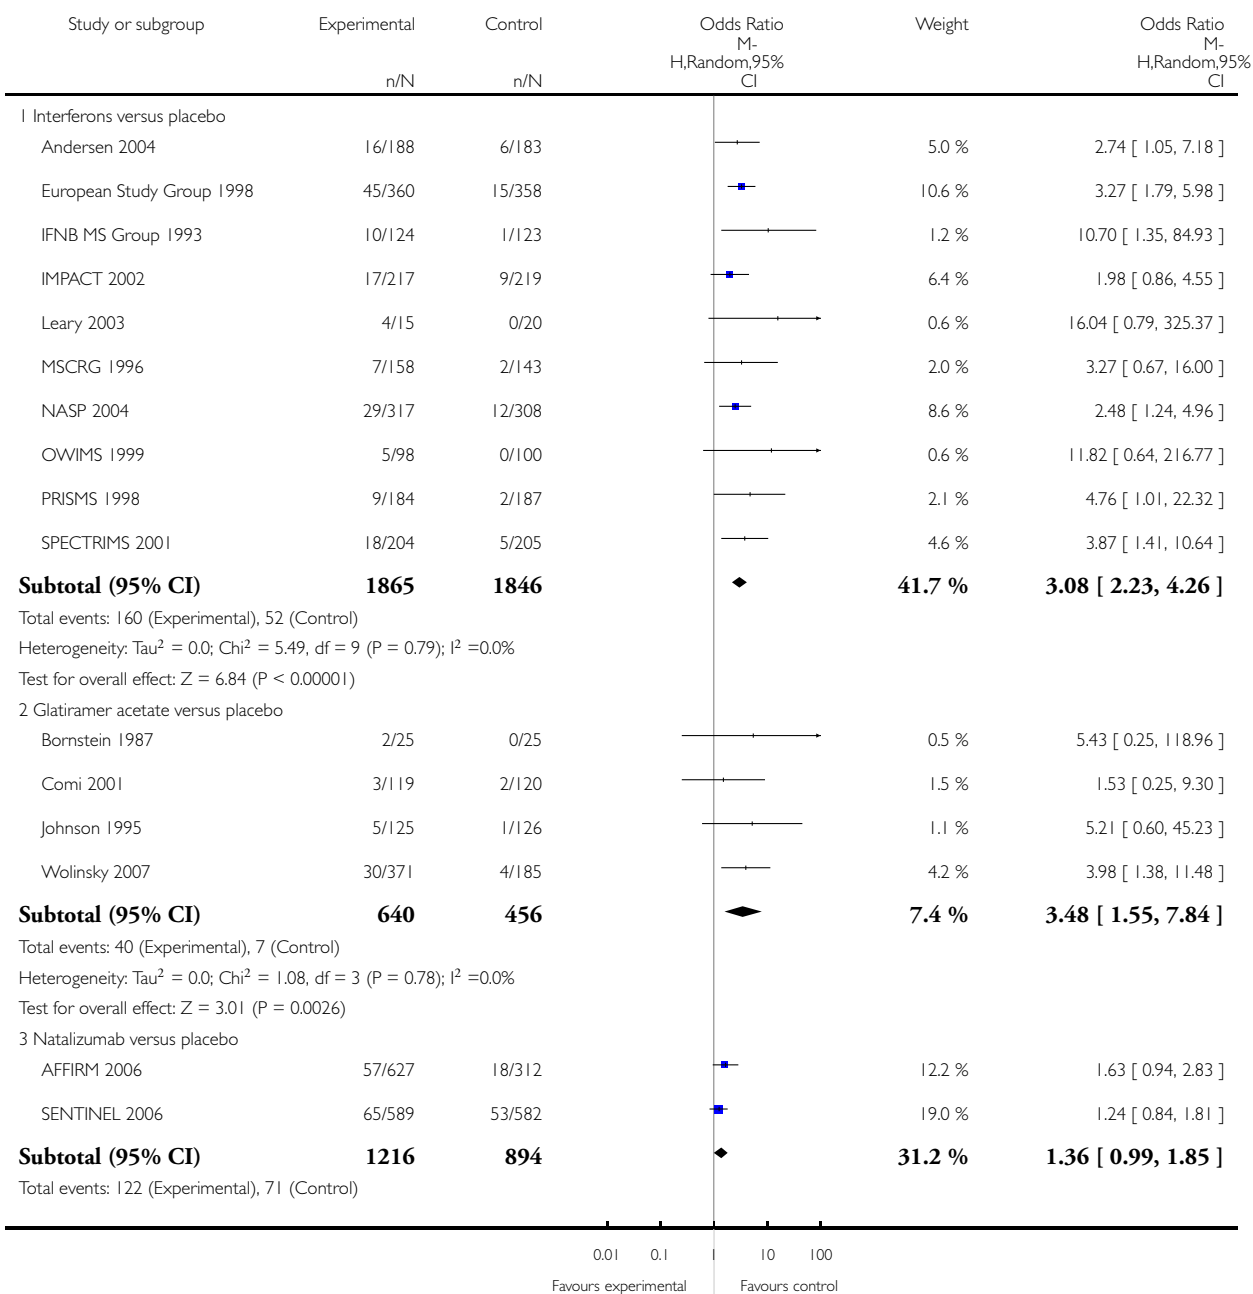 Study or subgroup Experimental Control Odds Ratio Weight Odds Ratio
M- M-
H,Random,95% H,Random,95%
n/N n/N CI CI
1 Interferons versus placebo
Andersen 2004 16/188 6/183 5.0 % 2.74 [ 1.05, 7.18 ]
European Study Group 1998 45/360 15/358 10.6 % 3.27 [ 1.79, 5.98 ]
IFNB MS Group 1993 10/124 1/123 1.2 % 10.70 [ 1.35, 84.93 ]
IMPACT 2002 17/217 9/219 6.4 % 1.98 [ 0.86, 4.55 ]
Leary 2003 4/15 0/20 0.6 % 16.04 [ 0.79, 325.37 ]
MSCRG 1996 7/158 2/143 2.0 % 3.27 [ 0.67, 16.00 ]
NASP 2004 29/317 12/308 8.6 % 2.48 [ 1.24, 4.96 ]
OWIMS 1999 5/98 0/100 0.6 % 11.82 [ 0.64, 216.77 ]
PRISMS 1998 9/184 2/187 2.1 % 4.76 [ 1.01, 22.32 ]
SPECTRIMS 2001 18/204 5/205 4.6 % 3.87 [ 1.41, 10.64 ]
Subtotal (95% CI) 1865 1846 41.7 % 3.08 [ 2.23, 4.26 ]
Total events: 160 (Experimental), 52 (Control)
Heterogeneity: Tau² = 0.0; Chi² = 5.49, df = 9 (P = 0.79); I² =0.0%
Test for overall effect: Z = 6.84 (P < 0.00001)
2 Glatiramer acetate versus placebo
Bornstein 1987 2/25 0/25 0.5 % 5.43 [ 0.25, 118.96 ]
Comi 2001 3/119 2/120 1.5 % 1.53 [ 0.25, 9.30 ]
Johnson 1995 5/125 1/126 1.1 % 5.21 [ 0.60, 45.23 ]
Wolinsky 2007 30/371 4/185 4.2 % 3.98 [ 1.38, 11.48 ]
Subtotal (95% CI) 640 456 7.4 % 3.48 [ 1.55, 7.84 ]
Total events: 40 (Experimental), 7 (Control)
Heterogeneity: Tau² = 0.0; Chi² = 1.08, df = 3 (P = 0.78); I² =0.0%
Test for overall effect: Z = 3.01 (P = 0.0026)
3 Natalizumab versus placebo
AFFIRM 2006 57/627 18/312 12.2 % 1.63 [ 0.94, 2.83 ]
SENTINEL 2006 65/589 53/582 19.0 % 1.24 [ 0.84, 1.81 ]
Subtotal (95% CI) 1216 894 31.2 % 1.36 [ 0.99, 1.85 ]
Total events: 122 (Experimental), 71 (Control)
0.01 0.1 1 10 100
Favours experimental Favours control